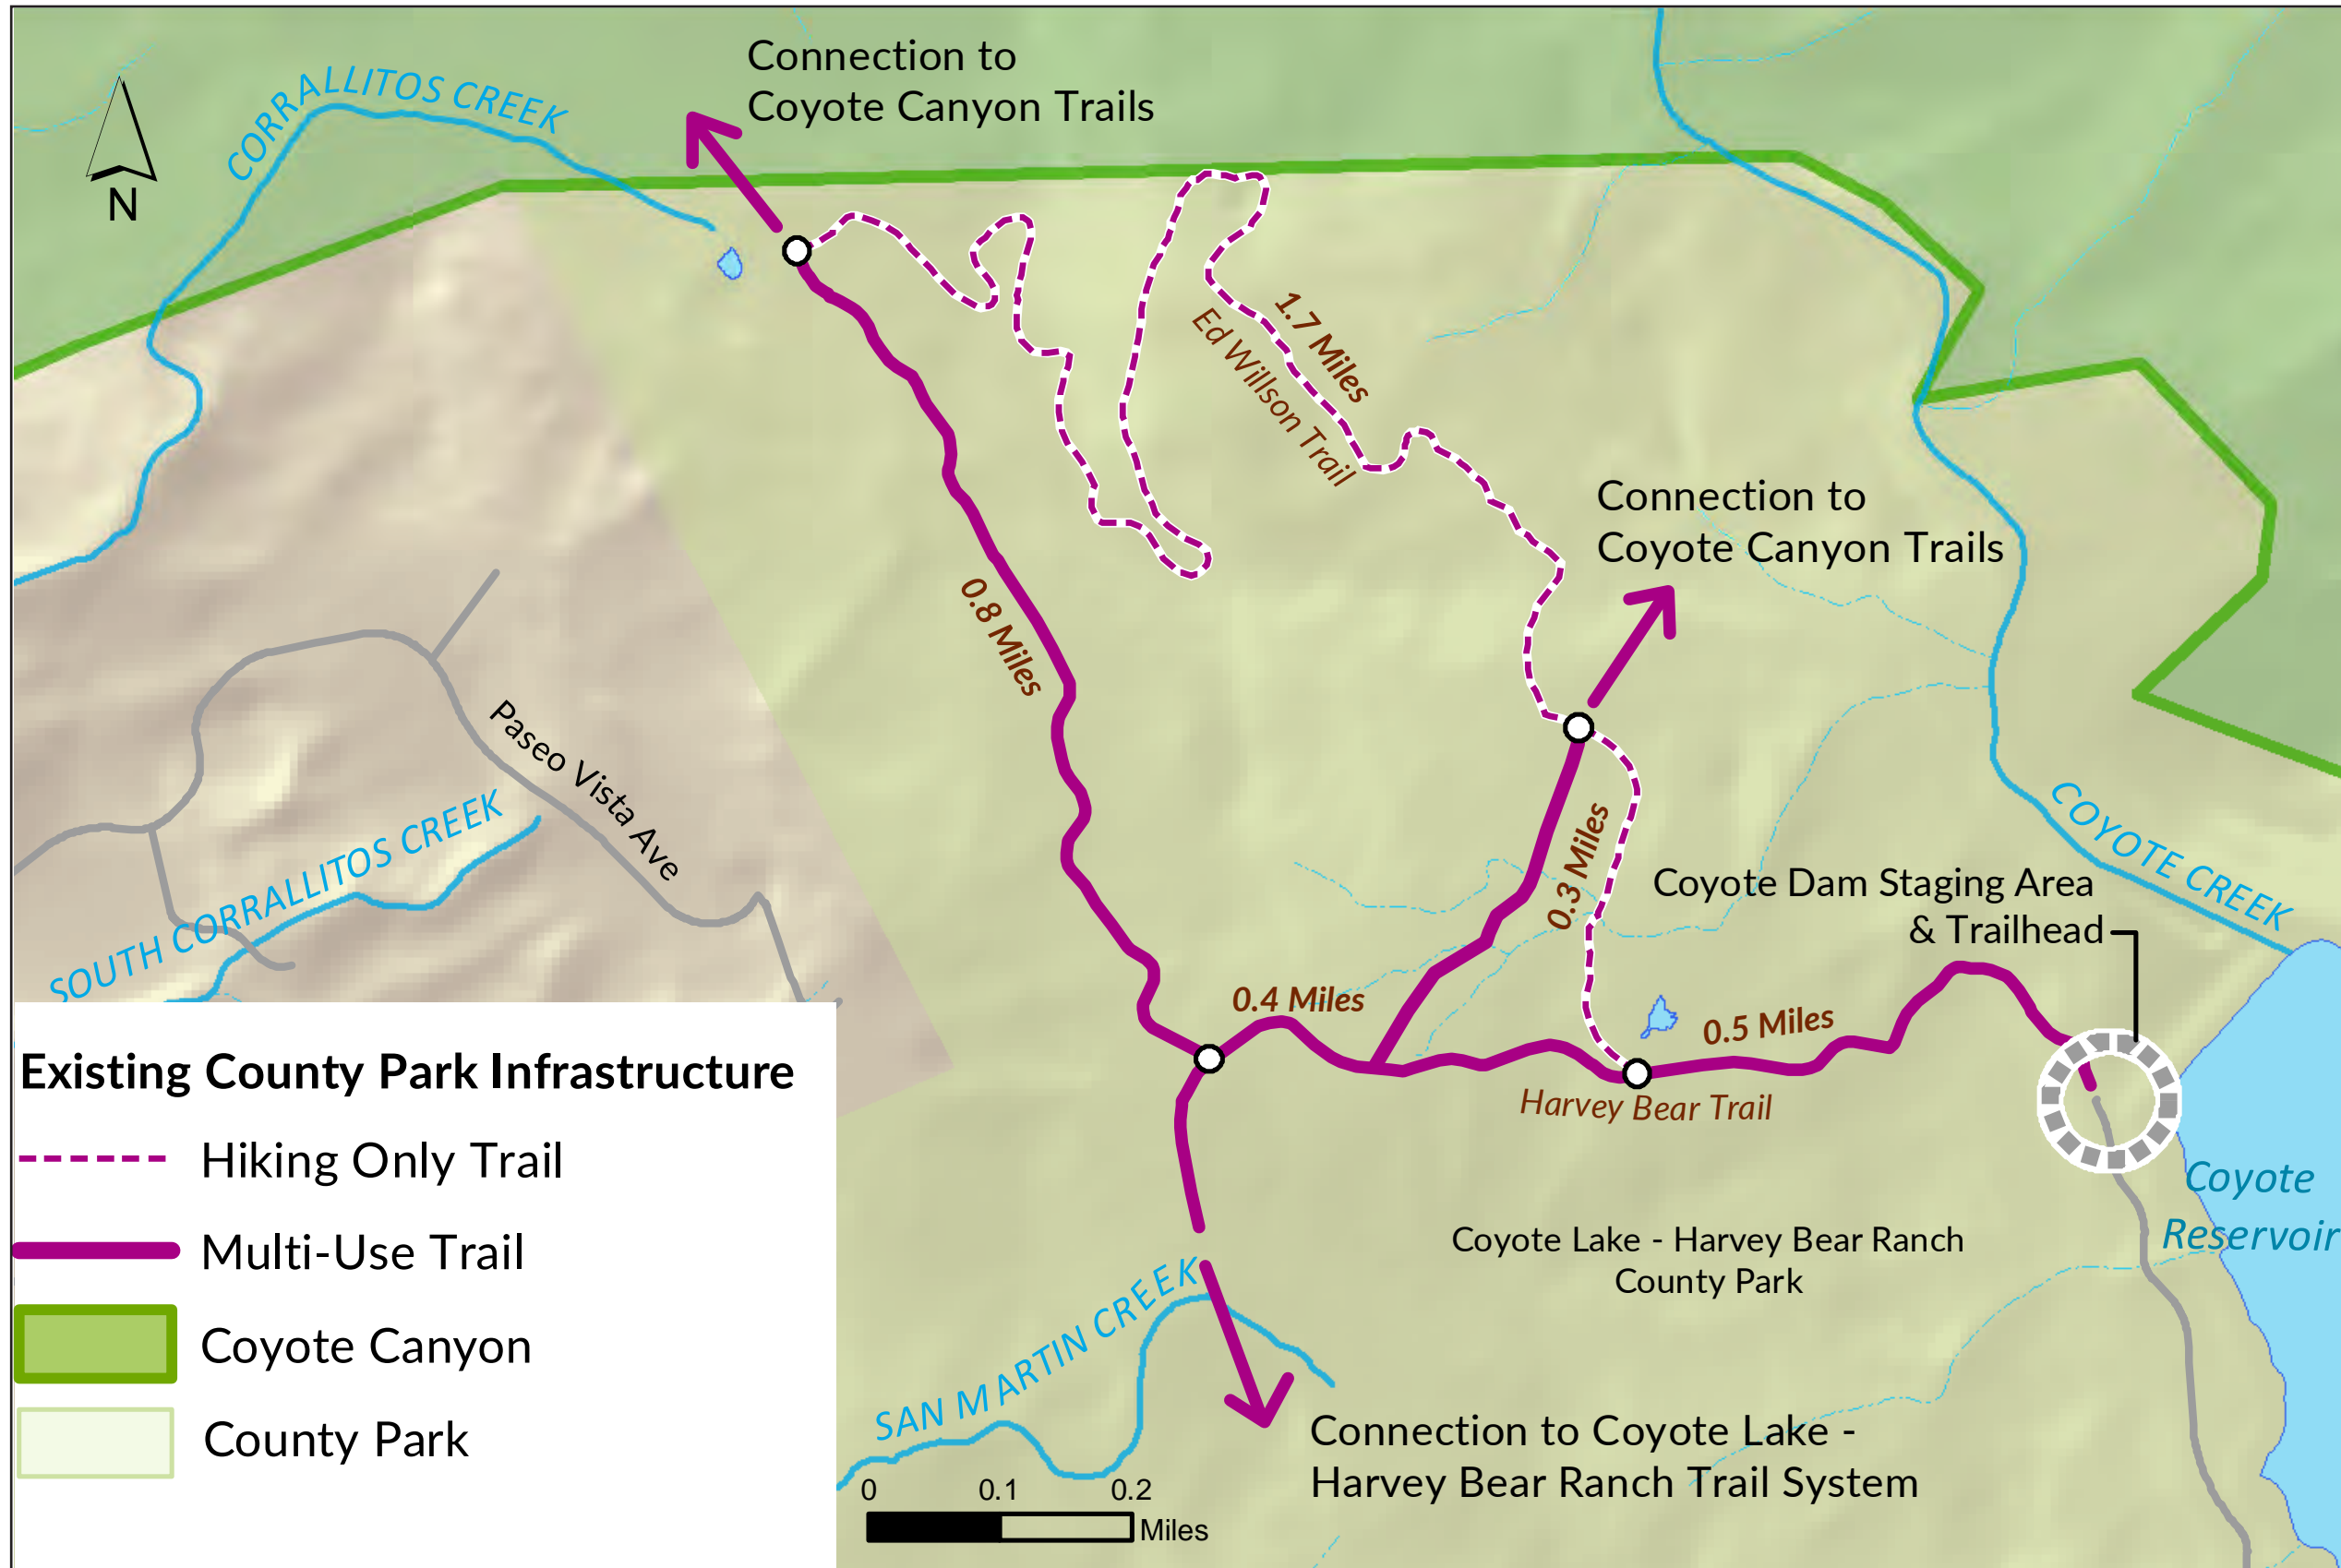 Connection to
Coyote Canyon Trails
CORRALLITOS CREEK
N
1.7 Miles
Ed Willson Trail
Connection to
Coyote Canyon Trails
0.8 Miles
Paseo Vista Ave
SOUTH CORRALLITOS CREEK
0.3 Miles
COYOTE CREEK
Coyote Dam Staging Area
& Trailhead
0.4 Miles
0.5 Miles
Harvey Bear Trail
Coyote
Reservoir
Coyote Lake - Harvey Bear Ranch
County Park
SAN MARTIN CREEK
Connection to Coyote Lake -
Harvey Bear Ranch Trail System
Existing County Park Infrastructure
Hiking Only Trail
Multi-Use Trail
Coyote Canyon
County Park
0 0.1 0.2
Miles